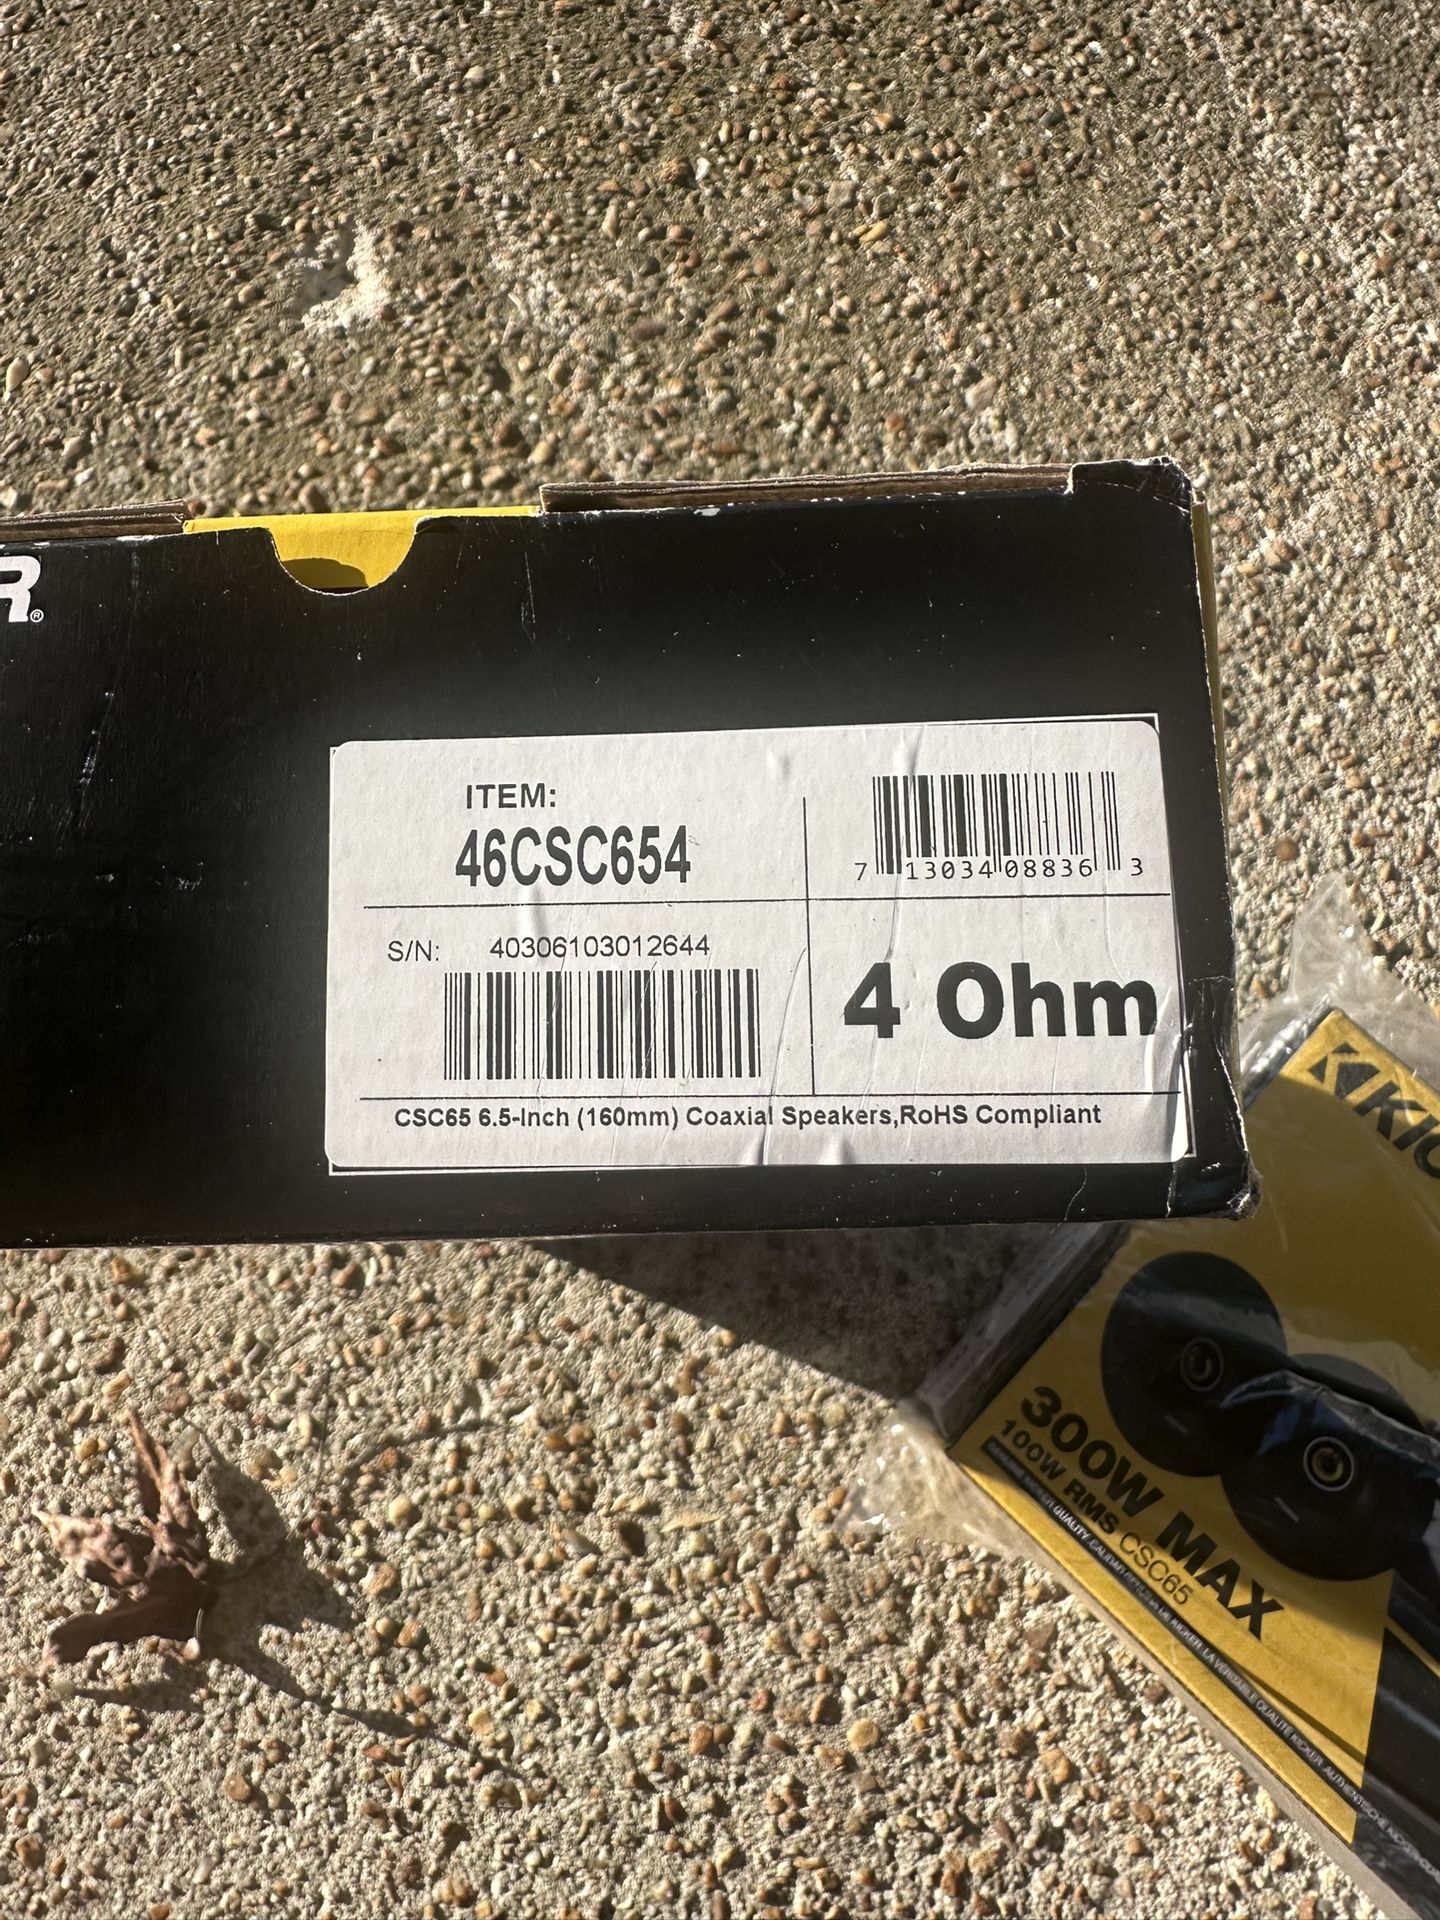 R®
ITEM:
46CSC654
7 13034 08836 3
S/N: 40306103012644
4 Ohm
CSC65 6.5-Inch (160mm) Coaxial Speakers,RoHS Compliant
300W MAX
100W RMS CSC65